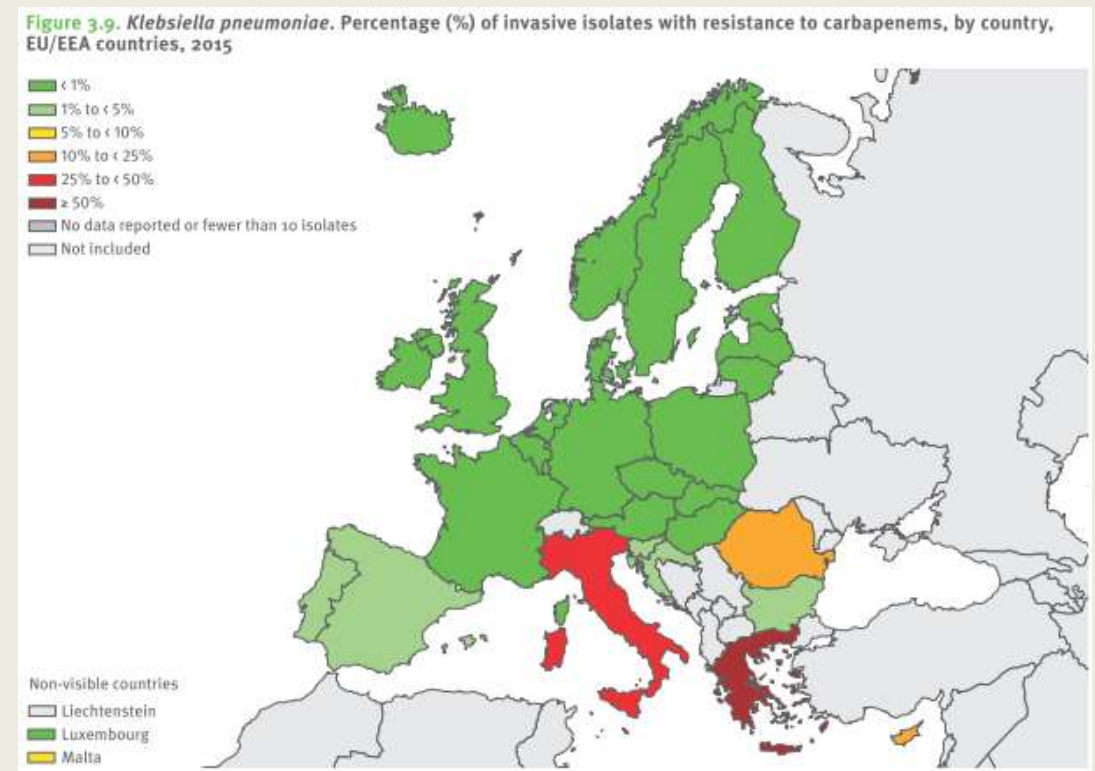 Figure 3.9. Klebsiella pneumoniae. Percentage (%) of invasive isolates with resistance to carbapenems, by country,
EU/EEA countries, 2015
< 1%
1% to < 5%
5% to < 10%
10% to < 25%
25% to < 50%
≥ 50%
No data reported or fewer than 10 isolates
Not included
Non-visible countries
Liechtenstein
Luxembourg
Malta